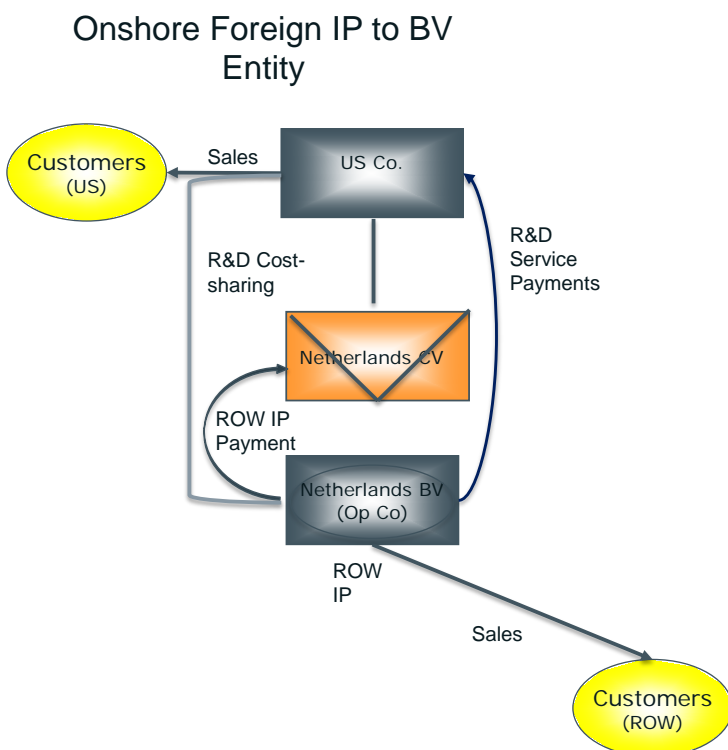 Onshore Foreign IP to BV
Entity
Customers
(US)
Sales
US Co.
R&D Cost-
sharing
R&D
Service
Payments
Netherlands CV
ROW IP
Payment
Netherlands BV
(Op Co)
ROW
IP
Sales
Customers
(ROW)